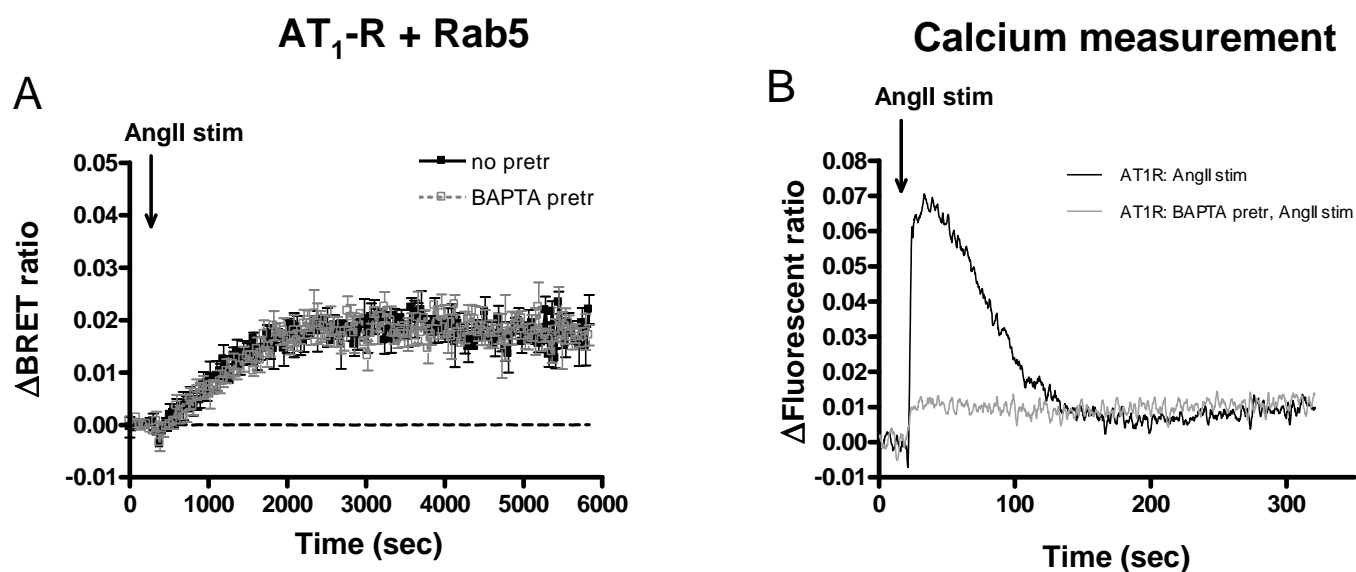 AT1-R + Rab5
A
AngII stim
no pretr
BAPTA pretr
0.05
0.04
0.03
0.02
0.01
0.00
-0.01
ΔBRET ratio
0 1000 2000 3000 4000 5000 6000
Time (sec)
Calcium measurement
B
AngII stim
AT1R: AngII stim
AT1R: BAPTA pretr, AngII stim
0.08
0.07
0.06
0.05
0.04
0.03
0.02
0.01
0.00
-0.01
ΔFluorescent ratio
0 100 200 300
Time (sec)